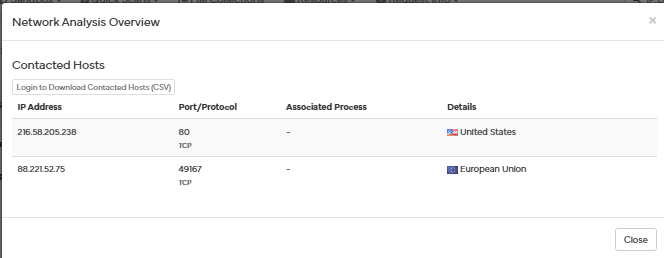 Network Analysis Overview
×
Contacted Hosts
Login to Download Contacted Hosts (CSV)
IP Address Port/Protocol Associated Process Details
216.58.205.238 80 - United States
TCP
88.221.52.75 49167 - European Union
TCP
Close